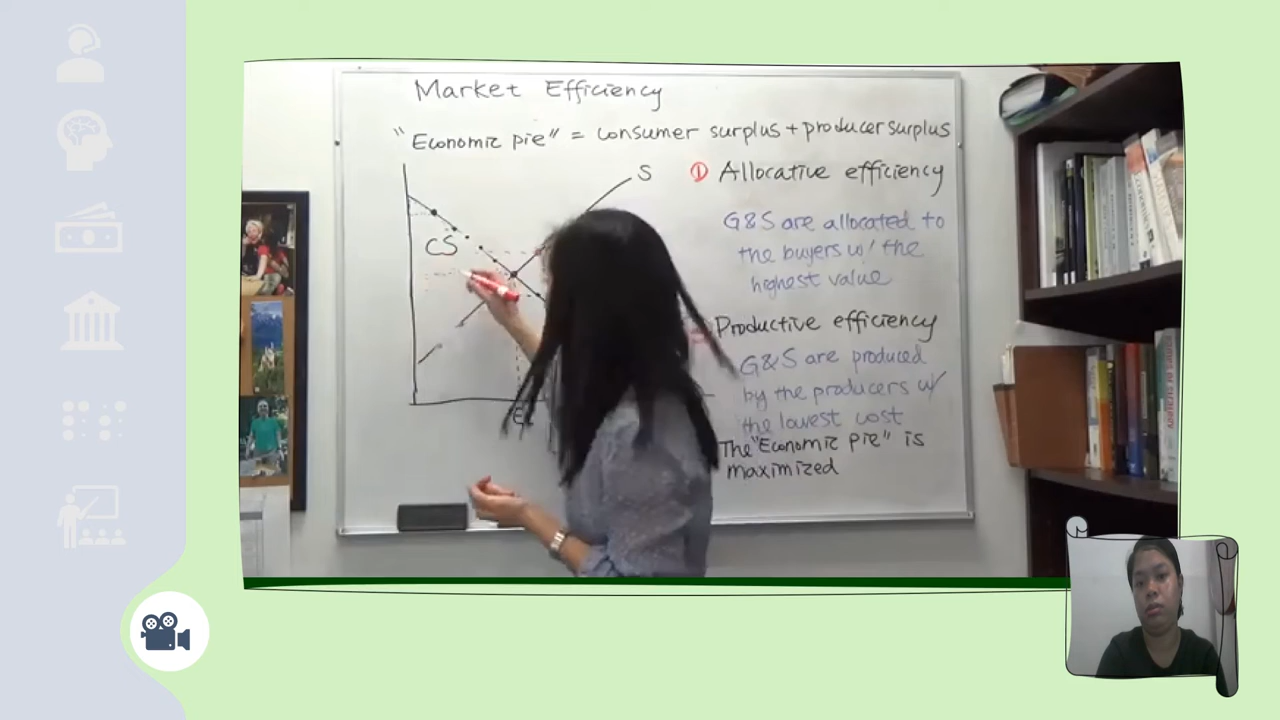 Market Efficiency
"Economic pie" = consumer surplus + producer surplus
S
① Allocative efficiency
G&S are allocated to
the buyers w/ the
highest value
CS
Productive efficiency
G&S are produced
by the producers w/
the lowest cost
The "Economic pie" is
maximized